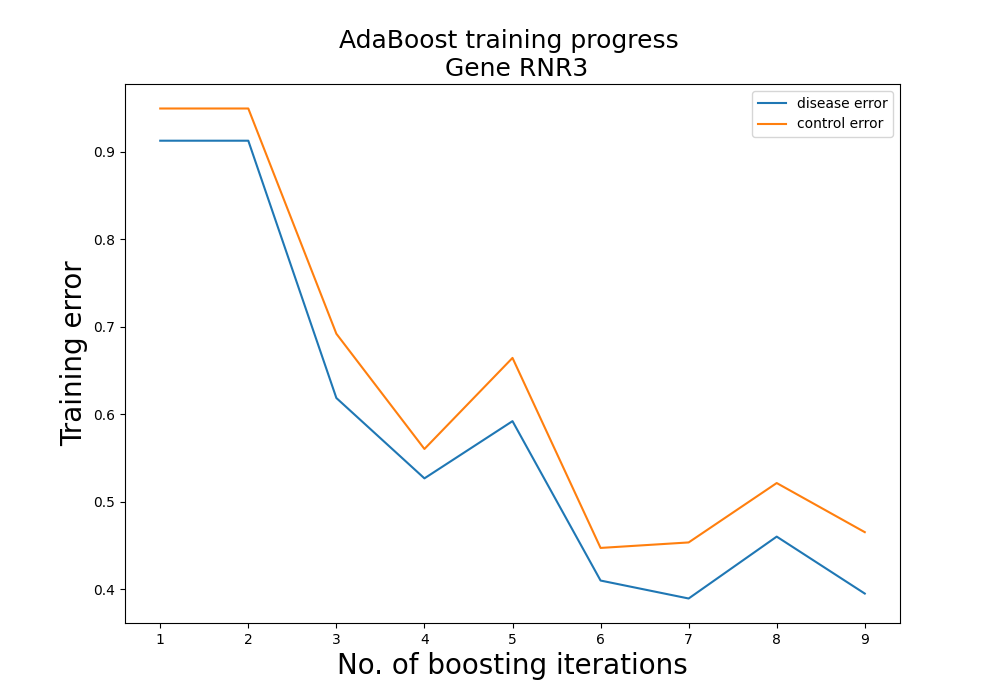 AdaBoost training progress
Gene RNR3
disease error
control error
Training error
0.9
0.8
0.7
0.6
0.5
0.4
1 2 3 4 5 6 7 8 9
No. of boosting iterations